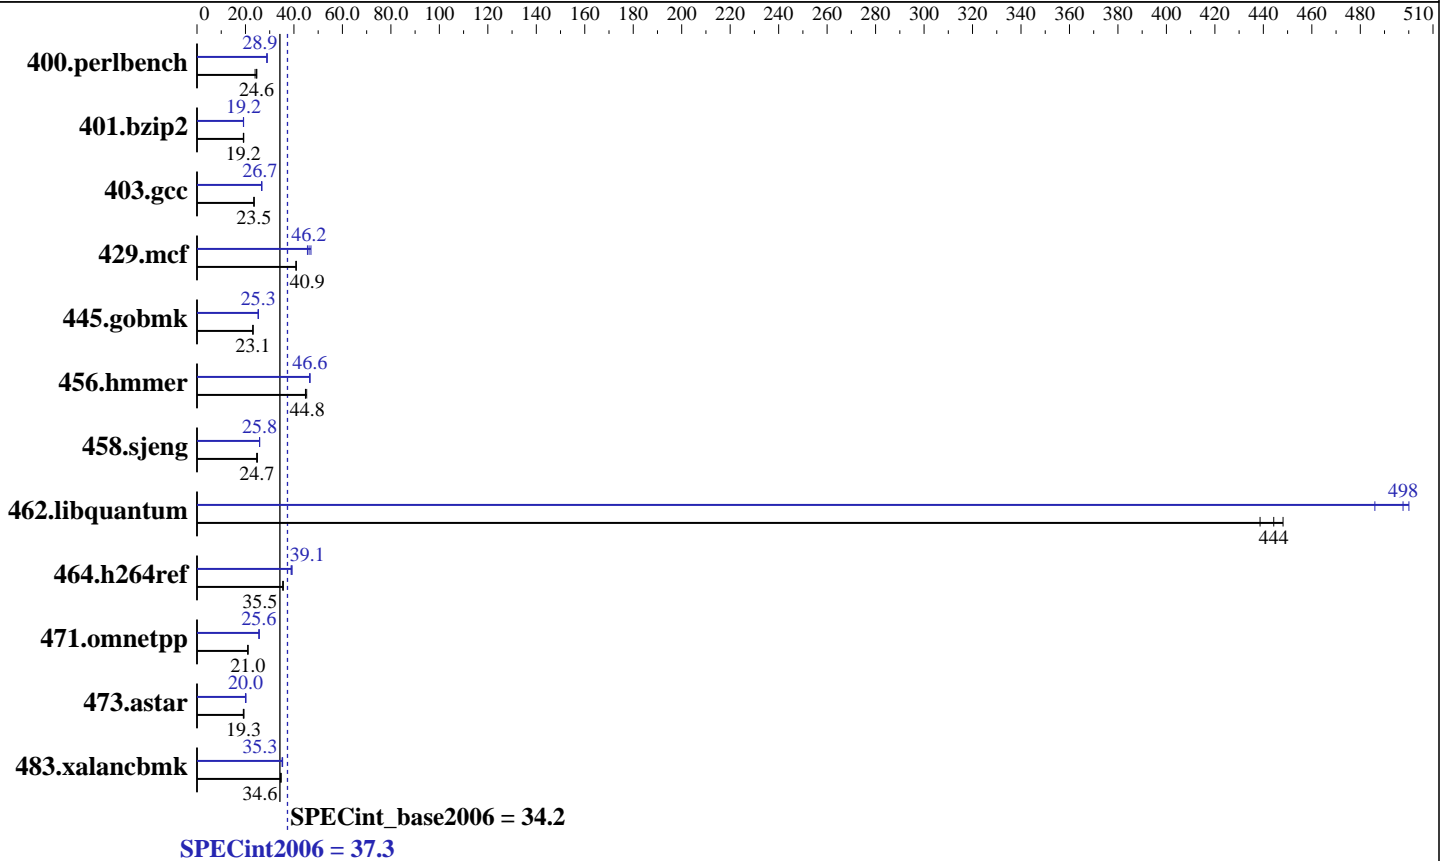 0 20.0 40.0 60.0 80.0 100 120 140 160 180 200 220 240 260 280 300 320 340 360 380 400 420 440 460 480 510
28.9
400.perlbench
24.6
19.2
401.bzip2
19.2
26.7
403.gcc
23.5
46.2
429.mcf
40.9
25.3
445.gobmk
23.1
46.6
456.hmmer
44.8
25.8
458.sjeng
24.7
498
462.libquantum
444
39.1
464.h264ref
35.5
25.6
471.omnetpp
21.0
20.0
473.astar
19.3
35.3
483.xalancbmk
34.6
SPECint_base2006 = 34.2
SPECint2006 = 37.3